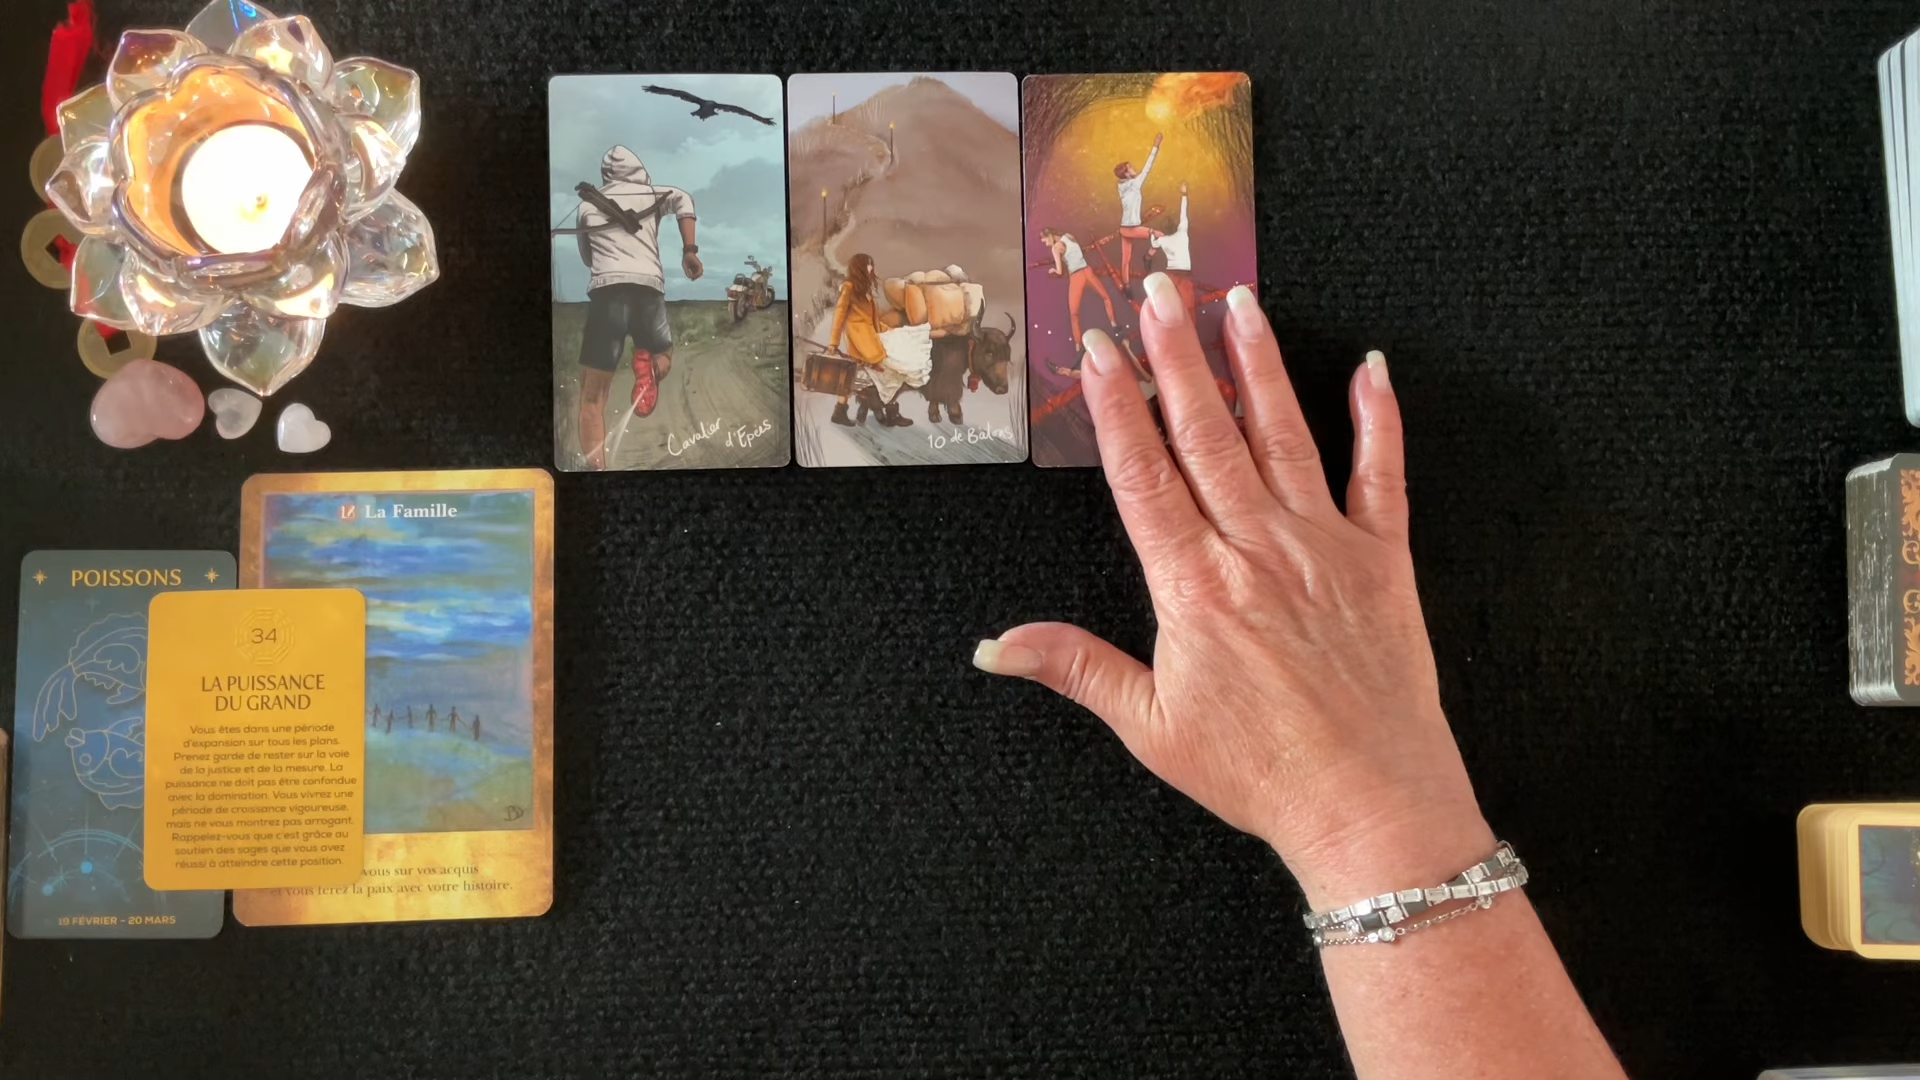 Cavalier
d'Epées
10 de Bâtons
18 La Famille
POISSONS
34
LA PUISSANCE
DU GRAND
Vous êtes dans une période
d'expansion sur tous les plans.
Prenez garde de rester sur la voie
de la justice et de la mesure. La
puissance ne doit pas être confondue
avec la domination. Vous vivrez une
période de croissance vigoureuse,
mais ne vous montrez pas arrogant.
Rappelez-vous que c'est grâce au
soutien des sages que vous avez
réussi à atteindre cette position.
vous sur vos acquis
et vous ferez la paix avec votre histoire.
19 FÉVRIER - 20 MARS